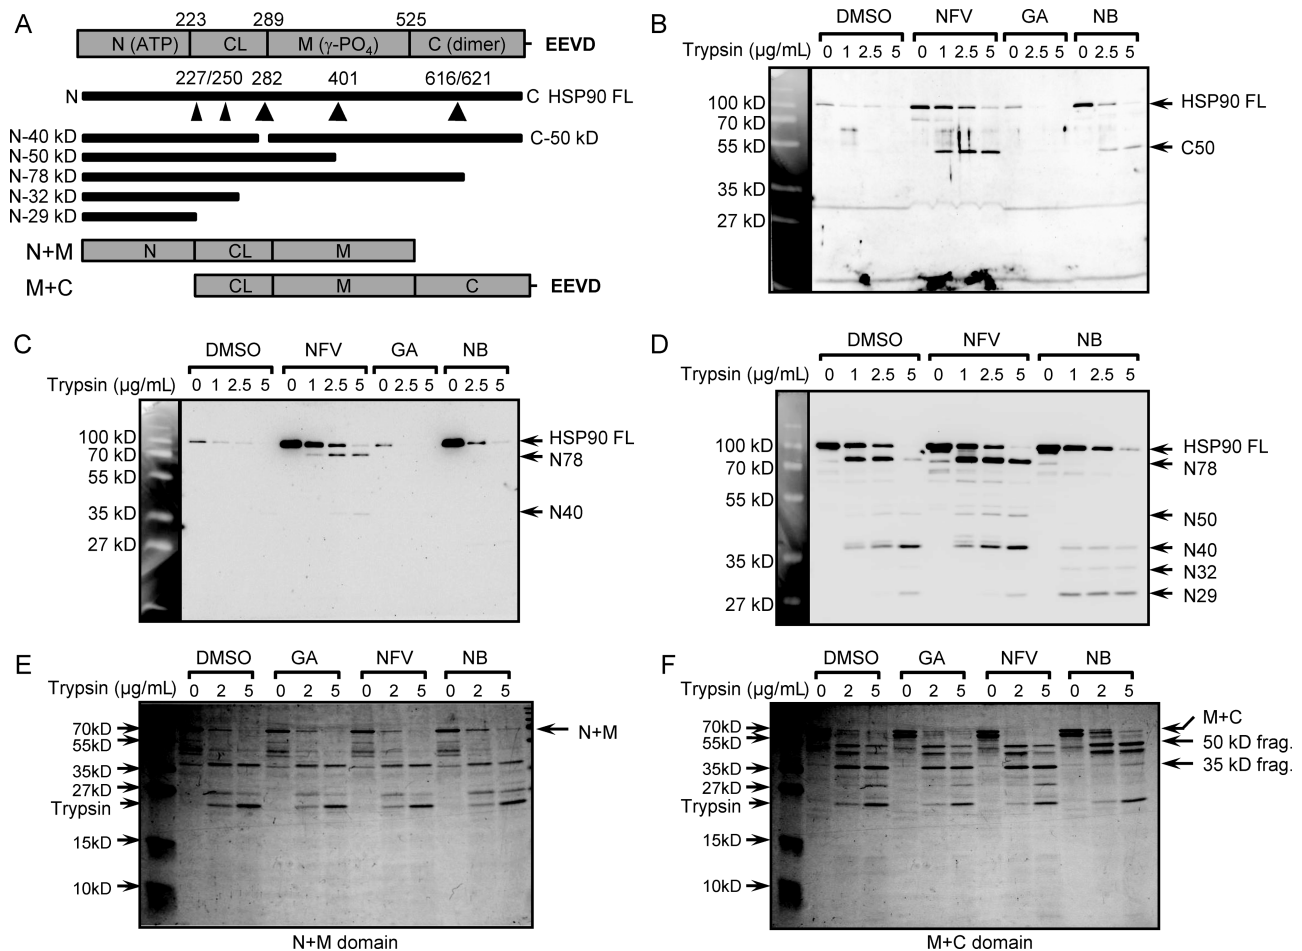 A
223 289 525
N (ATP) CL M (γ-PO4) C (dimer) EEVD
227/250 282 401 616/621
N C HSP90 FL
N-40 kD C-50 kD
N-50 kD
N-78 kD
N-32 kD
N-29 kD
N+M N CL M
M+C CL M C EEVD
B
DMSO NFV GA NB
Trypsin (µg/mL) 0 1 2.5 5 0 1 2.5 5 0 2.5 5 0 2.5 5
100 kD
70 kD
55 kD
35 kD
27 kD
HSP90 FL
C50
C
DMSO NFV GA NB
Trypsin (µg/mL) 0 1 2.5 5 0 1 2.5 5 0 2.5 5 0 2.5 5
100 kD
70 kD
55 kD
35 kD
27 kD
HSP90 FL
N78
N40
D
DMSO NFV NB
Trypsin (µg/mL) 0 1 2.5 5 0 1 2.5 5 0 1 2.5 5
100 kD
70 kD
55 kD
35 kD
27 kD
HSP90 FL
N78
N50
N40
N32
N29
E
DMSO GA NFV NB
Trypsin (µg/mL) 0 2 5 0 2 5 0 2 5 0 2 5
70kD
55kD
35kD
27kD
Trypsin
15kD
10kD
N+M
N+M domain
F
DMSO GA NFV NB
Trypsin (µg/mL) 0 2 5 0 2 5 0 2 5 0 2 5
70kD
55kD
35kD
27kD
Trypsin
15kD
10kD
M+C
50 kD frag.
35 kD frag.
M+C domain